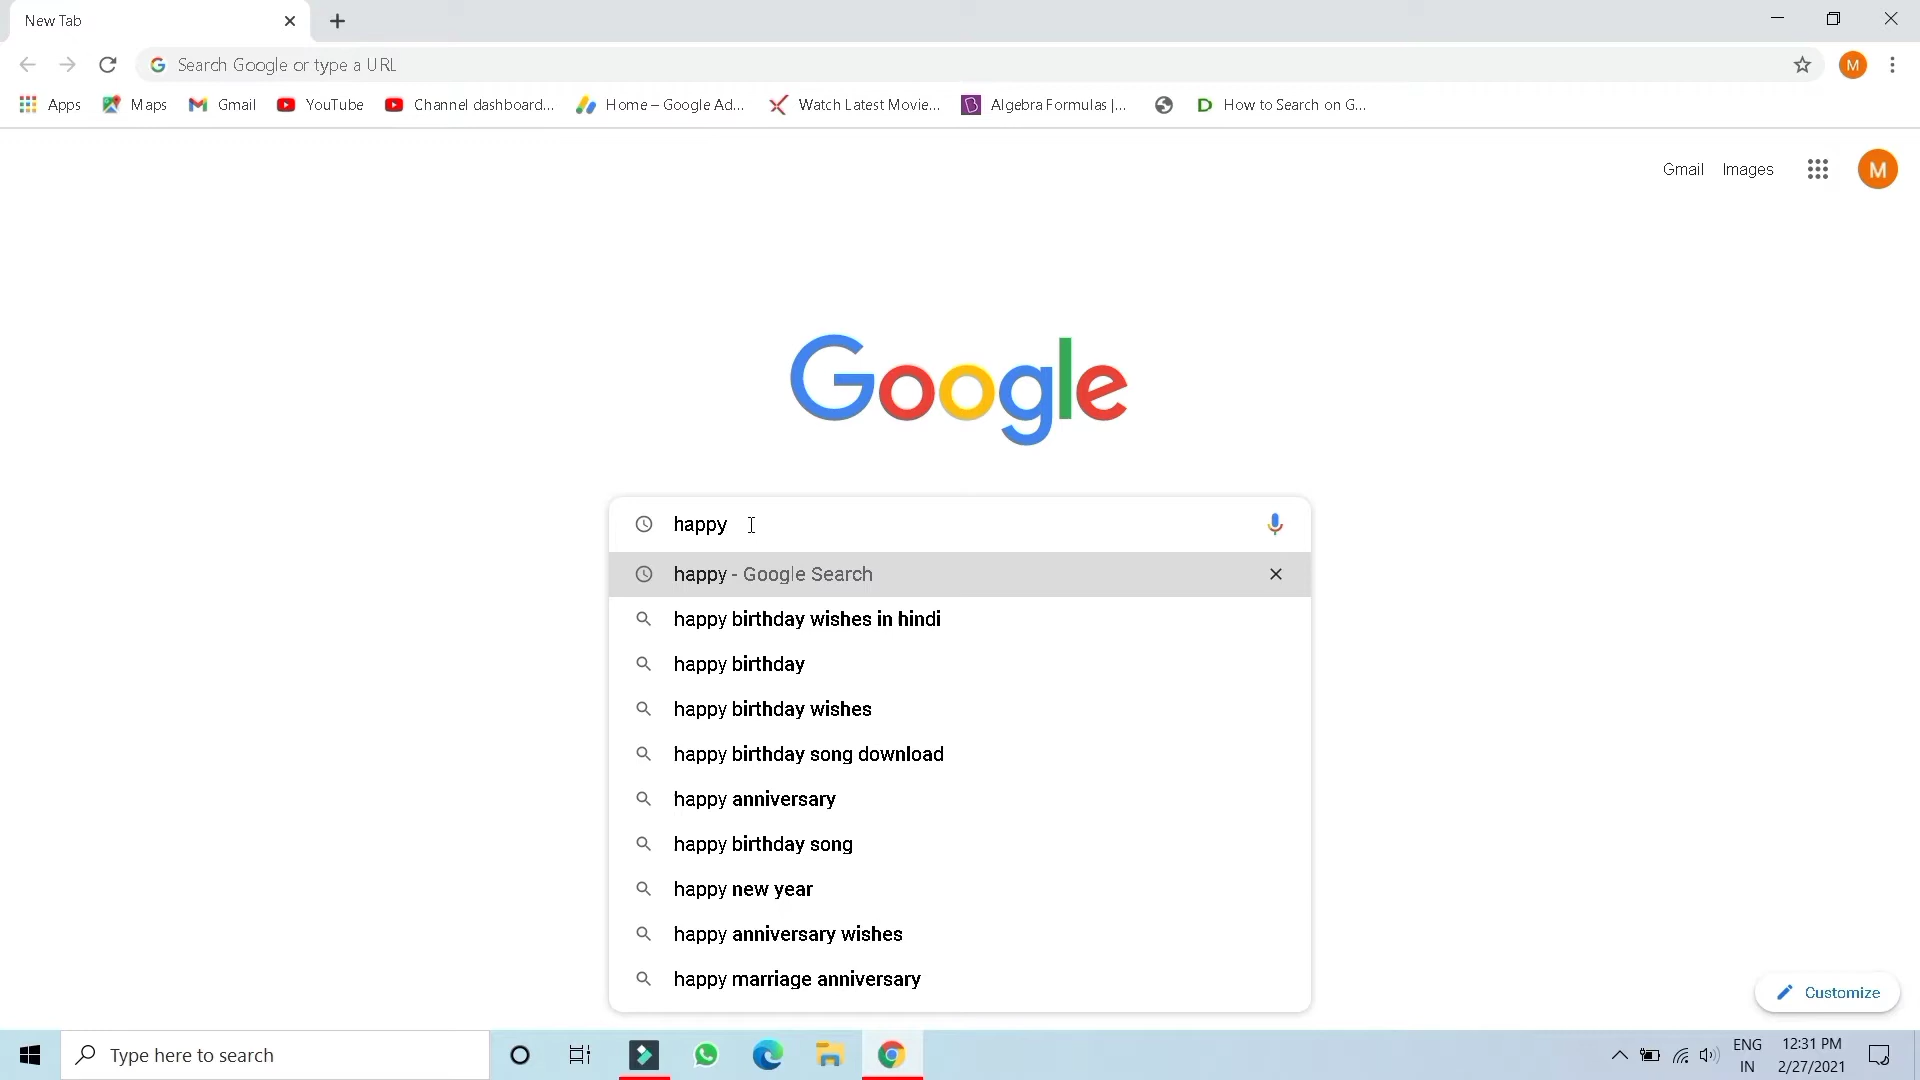 New Tab
Search Google or type a URL
M
Apps Maps Gmail YouTube Channel dashboard... Home – Google Ad... Watch Latest Movie... Algebra Formulas |... How to Search on G...
Gmail Images M
Google
happy
happy - Google Search
happy birthday wishes in hindi
happy birthday
happy birthday wishes
happy birthday song download
happy anniversary
happy birthday song
happy new year
happy anniversary wishes
happy marriage anniversary
Customize
Type here to search
ENG
IN
12:31 PM
2/27/2021